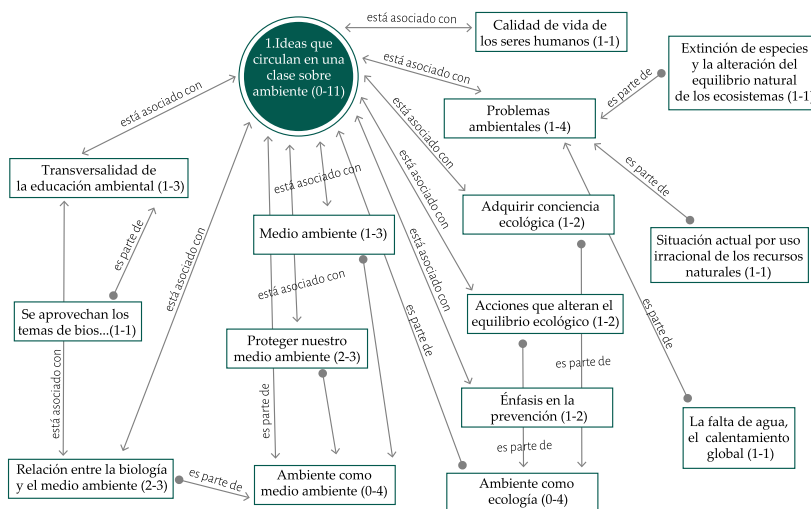 está asociado con
Calidad de vida de
los seres humanos (1-1)
1.Ideas que
circulan en una
clase sobre
ambiente (0-11)
está asociado con
Extinción de especies
y la alteración del
equilibrio natural
de los ecosistemas (1-1)
es parte de
está asociado con
Problemas
ambientales (1-4)
está asociado con
Transversalidad de
la educación ambiental (1-3)
es parte de
está asociado con
está asociado con
Medio ambiente (1-3)
está asociado con
Adquirir conciencia
ecológica (1-2)
es parte de
Situación actual por uso
irracional de los recursos
naturales (1-1)
está asociado con
Se aprovechan los
temas de bios...(1-1)
está asociado con
está asociado con
Acciones que alteran el
equilibrio ecológico (1-2)
es parte de
es parte de
Proteger nuestro
medio ambiente (2-3)
es parte de
está asociado con
es parte de
Énfasis en la
prevención (1-2)
La falta de agua,
el calentamiento
global (1-1)
es parte de
Relación entre la biología
y el medio ambiente (2-3)
es parte de
Ambiente como
medio ambiente (0-4)
Ambiente como
ecología (0-4)